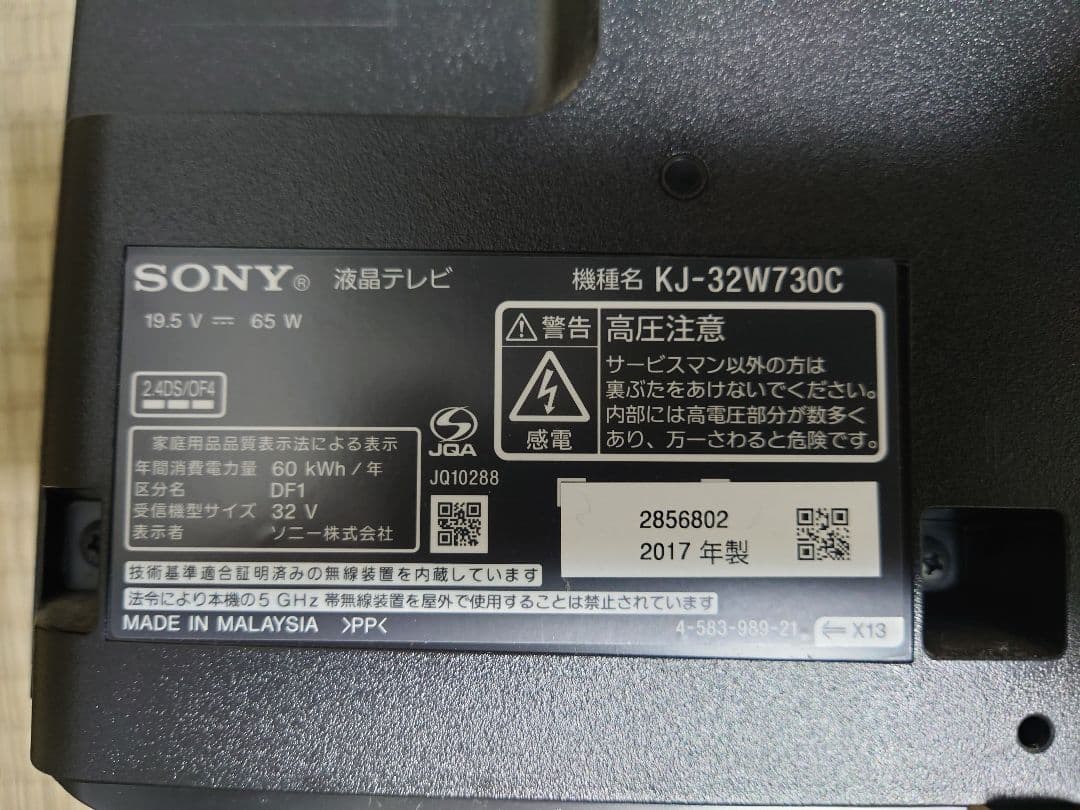 SONY® 液晶テレビ
機種名 KJ-32W730C
19.5 V ⎓ 65 W
警告 高圧注意
サービスマン以外の方は
裏ぶたをあけないでください。
内部には高電圧部分が数多く
あり、万一さわると危険です。
感電
2.4DS/OF4
家庭用品品質表示法による表示
年間消費電力量 60 kWh/年
区分名 DF1
受信機型サイズ 32 V
表示者 ソニー株式会社
JQA
JQ10288
2856802
2017 年製
技術基準適合証明済みの無線装置を内蔵しています
法令により本機の5 GHz 帯無線装置を屋外で使用することは禁止されています
MADE IN MALAYSIA >PP<
4-583-989-21
⇐ X13